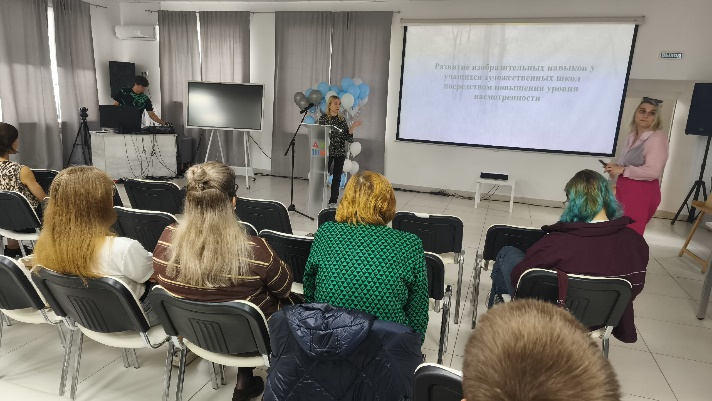 Развитие изобразительных навыков у
учащихся художественных школ
посредством повышения уровня
насмотренности